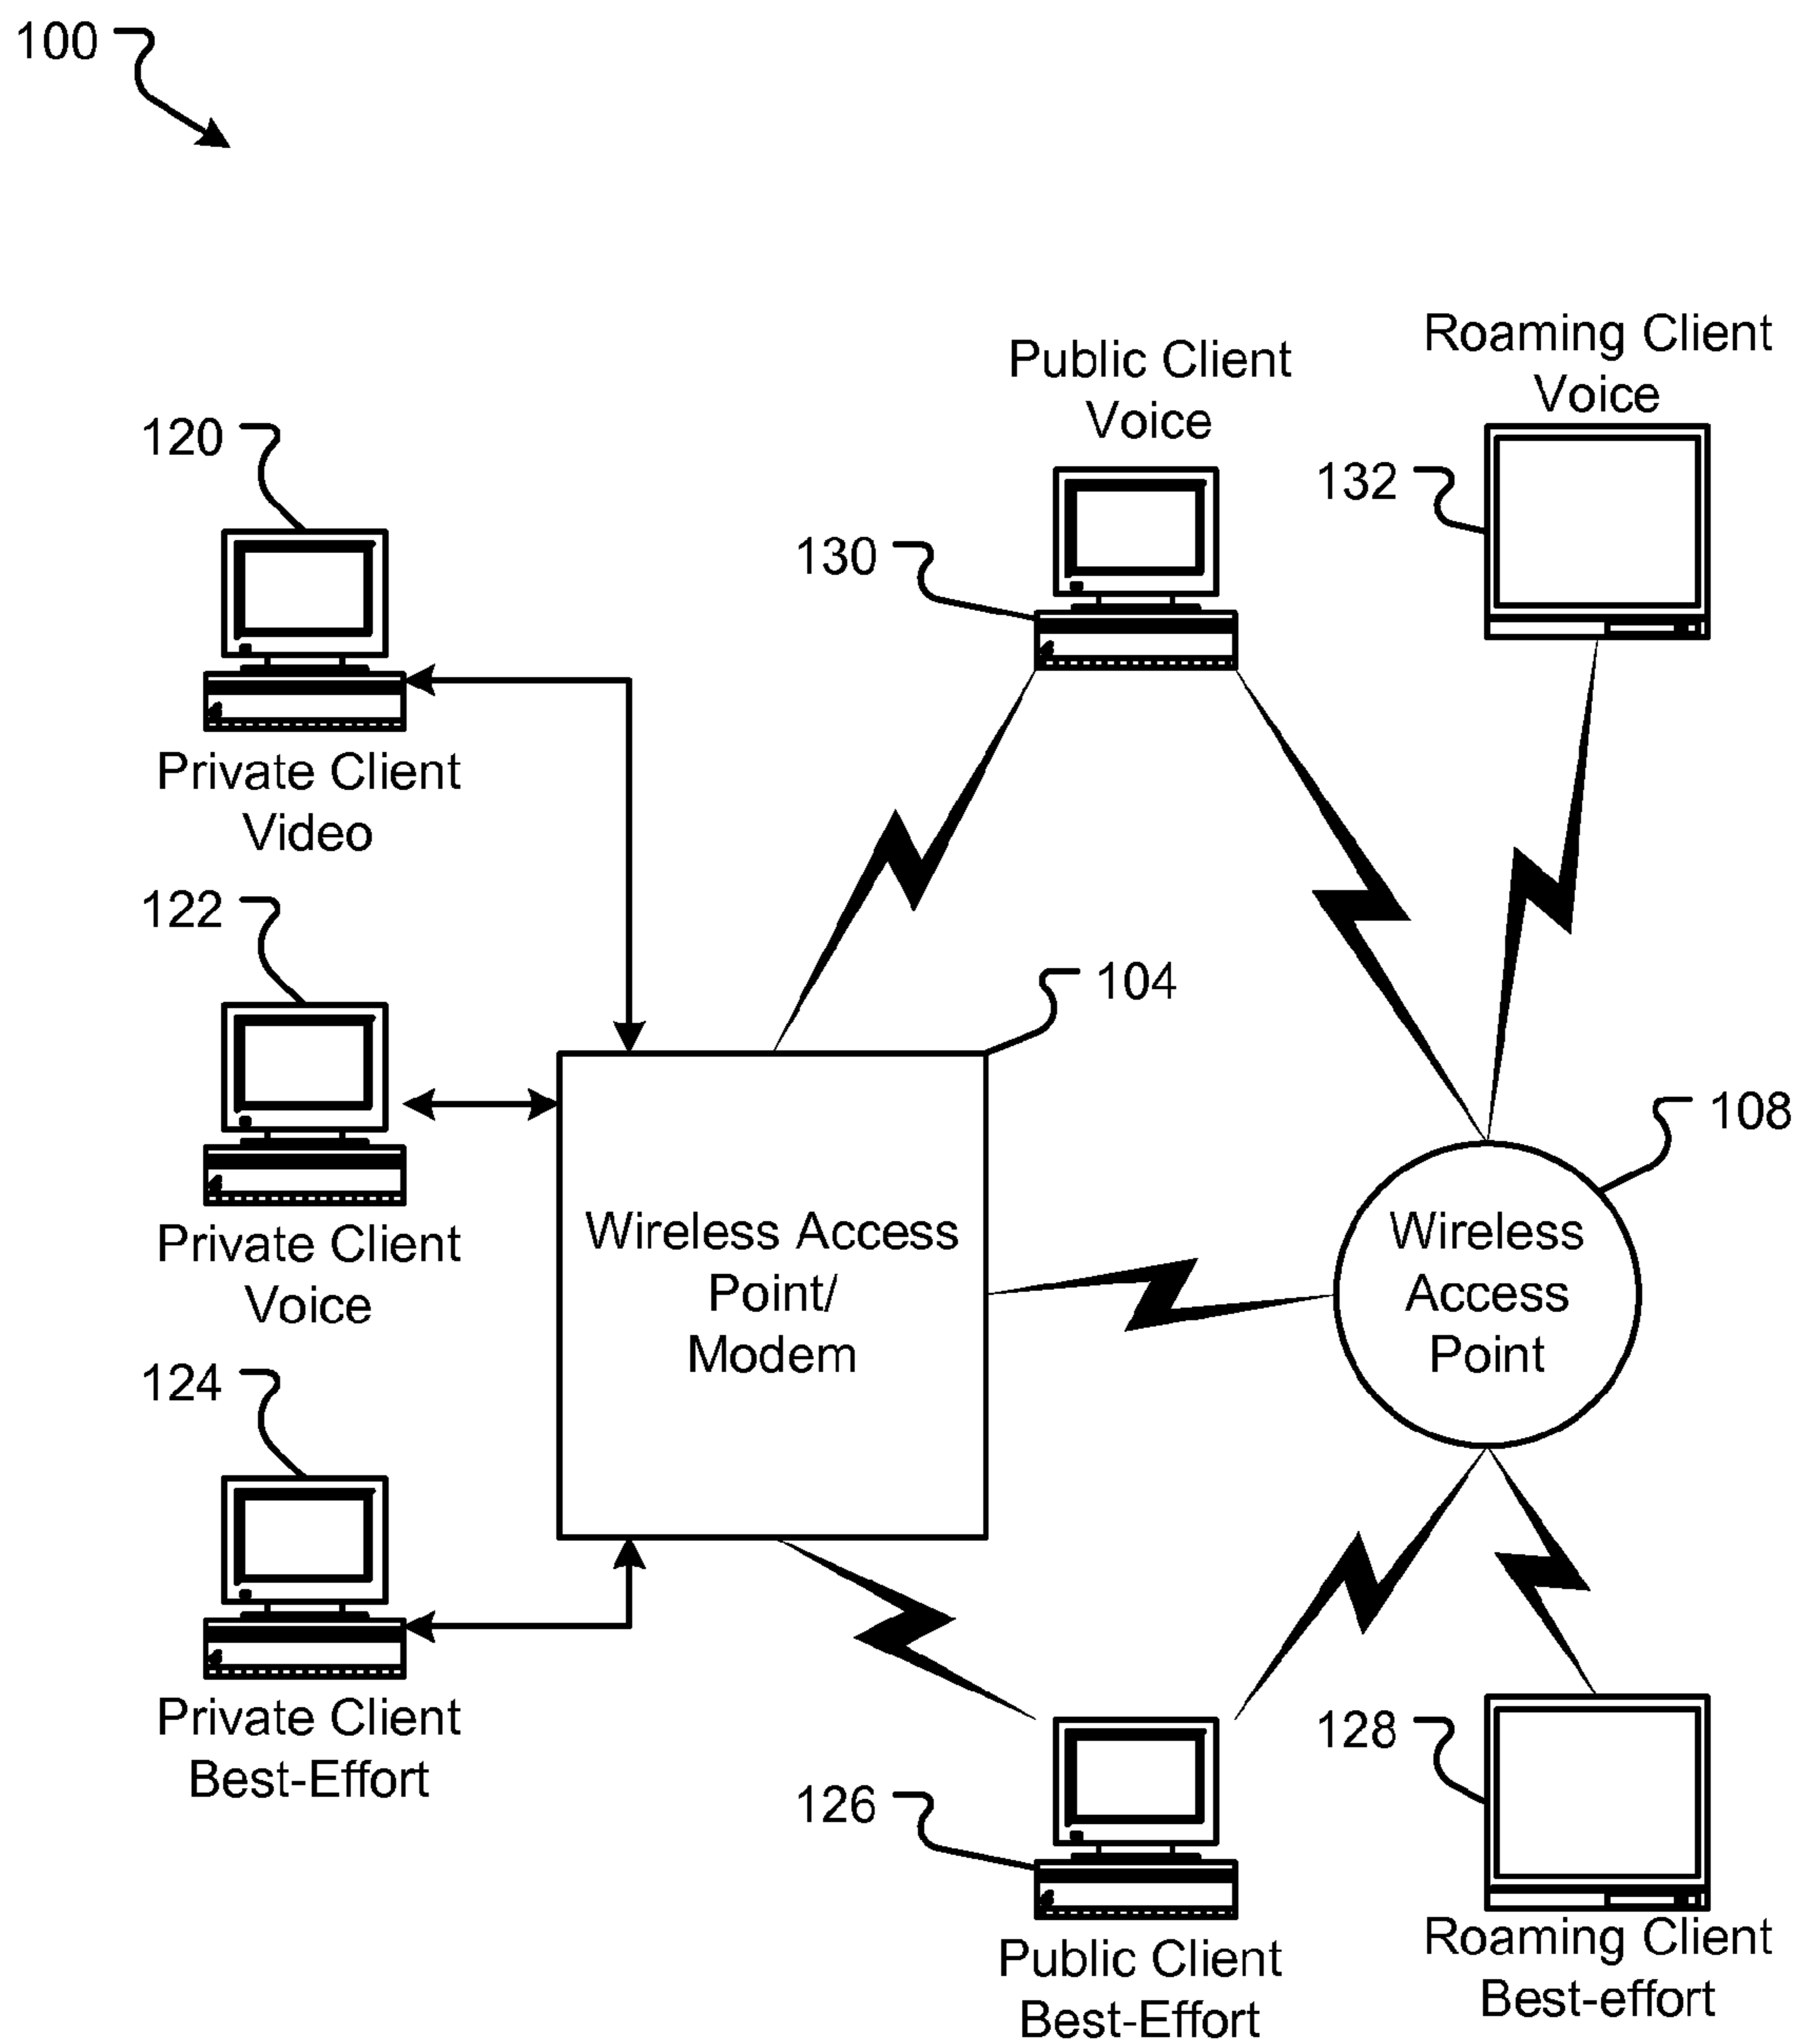 100
Roaming Client
Voice
Public Client
Voice
120
132
130
Private Client
Video
122
104
108
Wireless Access
Point/
Modem
Wireless
Access
Point
Private Client
Voice
124
Private Client
Best-Effort
128
126
Roaming Client
Best-effort
Public Client
Best-Effort